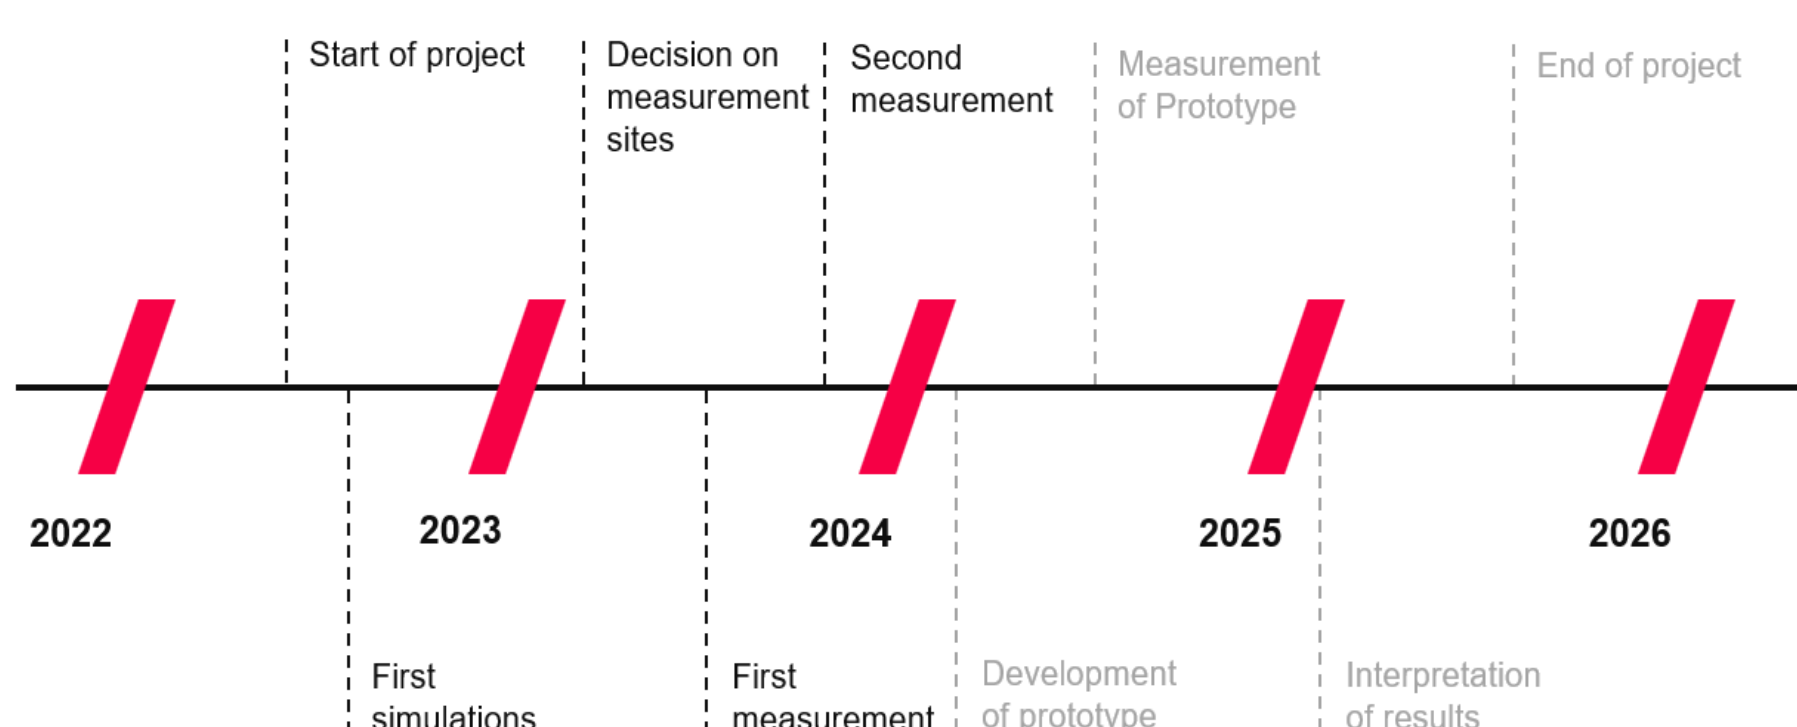 Start of project
Decision on
measurement
sites
Second
measurement
Measurement
of Prototype
End of project
2022
2023
2024
2025
2026
First
simulations
First
measurement
Development
of prototype
Interpretation
of results